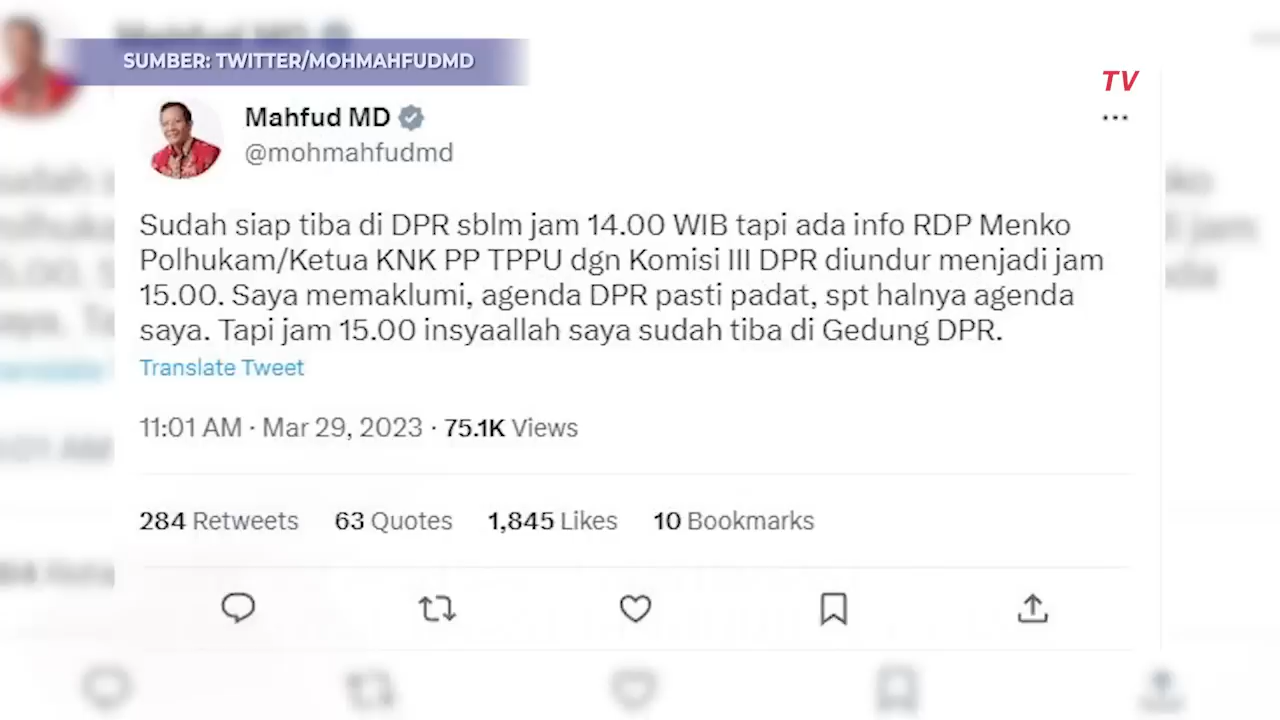 SUMBER: TWITTER/MOHMAHFUDMD
TV
Mahfud MD
@mohmahfudmd
Sudah siap tiba di DPR sblm jam 14.00 WIB tapi ada info RDP Menko
Polhukam/Ketua KNK PP TPPU dgn Komisi III DPR diundur menjadi jam
15.00. Saya memaklumi, agenda DPR pasti padat, spt halnya agenda
saya. Tapi jam 15.00 insyaallah saya sudah tiba di Gedung DPR.
Translate Tweet
11:01 AM · Mar 29, 2023 · 75.1K Views
284 Retweets 63 Quotes 1,845 Likes 10 Bookmarks